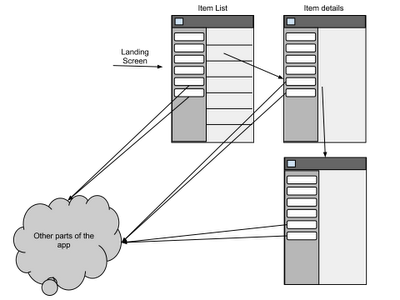 Item List
Item details
Landing
Screen
Other parts of the
app